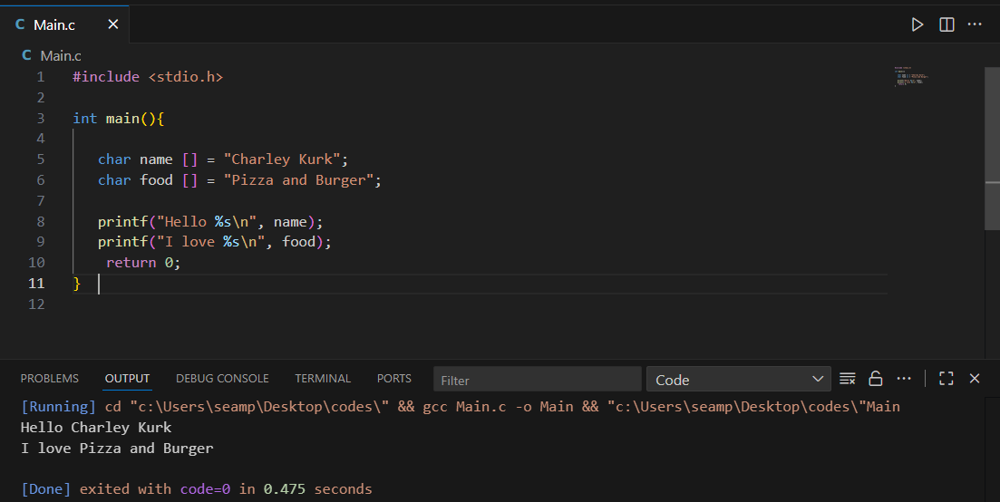 C Main.c ×
C Main.c
1 #include <stdio.h>
2
3 int main(){
4
5 char name [] = "Charley Kurk";
6 char food [] = "Pizza and Burger";
7
8 printf("Hello %s\n", name);
9 printf("I love %s\n", food);
10 return 0;
11 }
12
PROBLEMS OUTPUT DEBUG CONSOLE TERMINAL PORTS Filter Code
[Running] cd "c:\Users\seamp\Desktop\codes\" && gcc Main.c -o Main && "c:\Users\seamp\Desktop\codes\"Main
Hello Charley Kurk
I love Pizza and Burger
[Done] exited with code=0 in 0.475 seconds